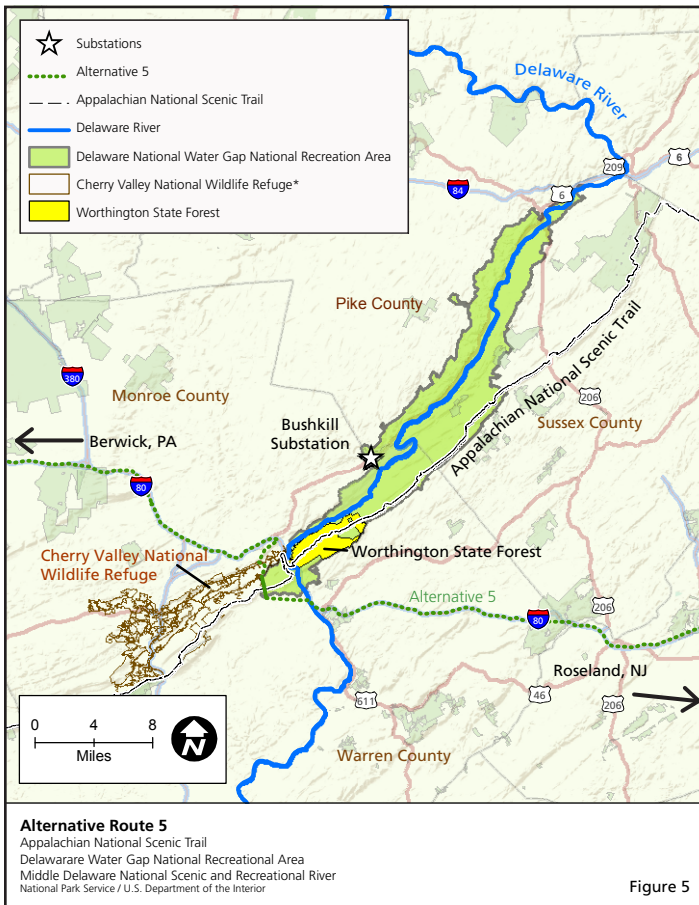 Substations
Alternative 5
Appalachian National Scenic Trail
Delaware River
Delaware National Water Gap National Recreation Area
Cherry Valley National Wildlife Refuge*
Worthington State Forest
Delaware River
6
209
6
84
Pike County
Appalachian National Scenic Trail
380
Monroe County
206
Sussex County
Bushkill
Substation
Berwick, PA
80
Cherry Valley National
Wildlife Refuge
Worthington State Forest
Alternative 5
206
80
Roseland, NJ
611
46
206
Warren County
0 4 8
Miles
N
Alternative Route 5
Appalachian National Scenic Trail
Delawarare Water Gap National Recreational Area
Middle Delaware National Scenic and Recreational River
National Park Service / U.S. Department of the Interior
Figure 5